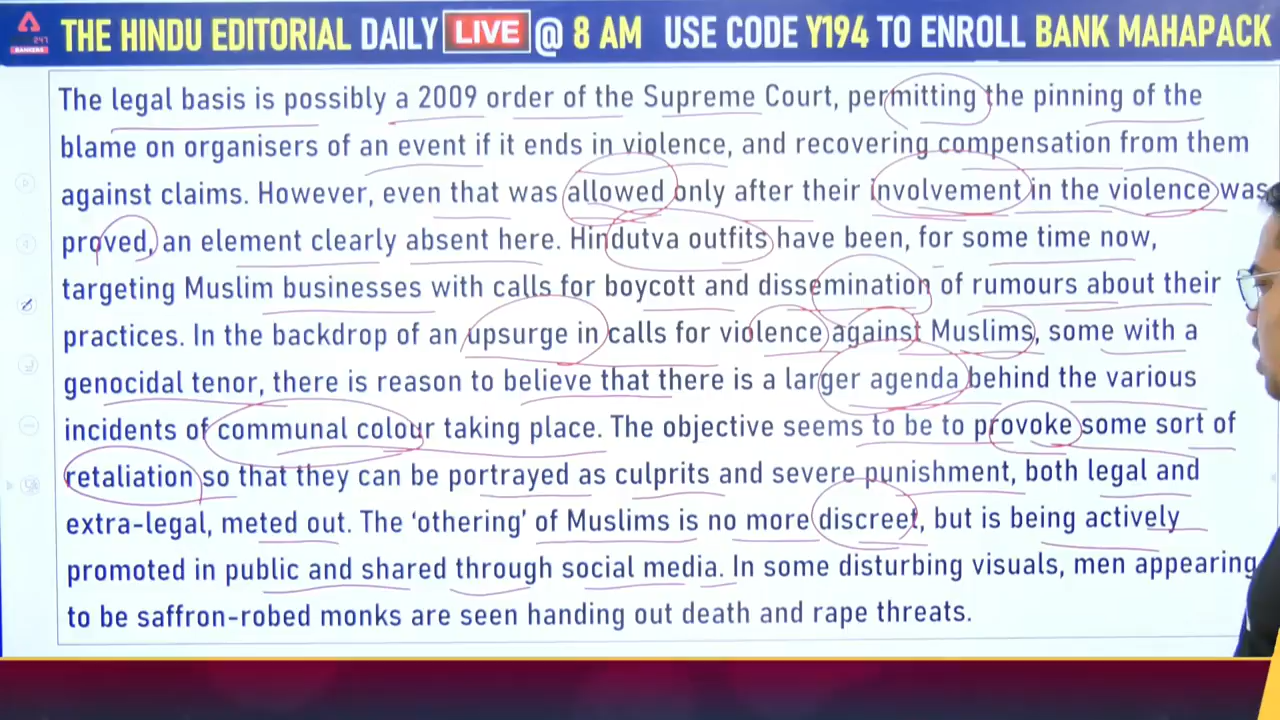 247
BANKERS
THE HINDU EDITORIAL DAILY LIVE @ 8 AM USE CODE Y194 TO ENROLL BANK MAHAPACK
The legal basis is possibly a 2009 order of the Supreme Court, permitting the pinning of the
blame on organisers of an event if it ends in violence, and recovering compensation from them
against claims. However, even that was allowed only after their involvement in the violence was
proved, an element clearly absent here. Hindutva outfits have been, for some time now,
targeting Muslim businesses with calls for boycott and dissemination of rumours about their
practices. In the backdrop of an upsurge in calls for violence against Muslims, some with a
genocidal tenor, there is reason to believe that there is a larger agenda behind the various
incidents of communal colour taking place. The objective seems to be to provoke some sort of
retaliation so that they can be portrayed as culprits and severe punishment, both legal and
extra-legal, meted out. The ‘othering’ of Muslims is no more discreet, but is being actively
promoted in public and shared through social media. In some disturbing visuals, men appearing
to be saffron-robed monks are seen handing out death and rape threats.